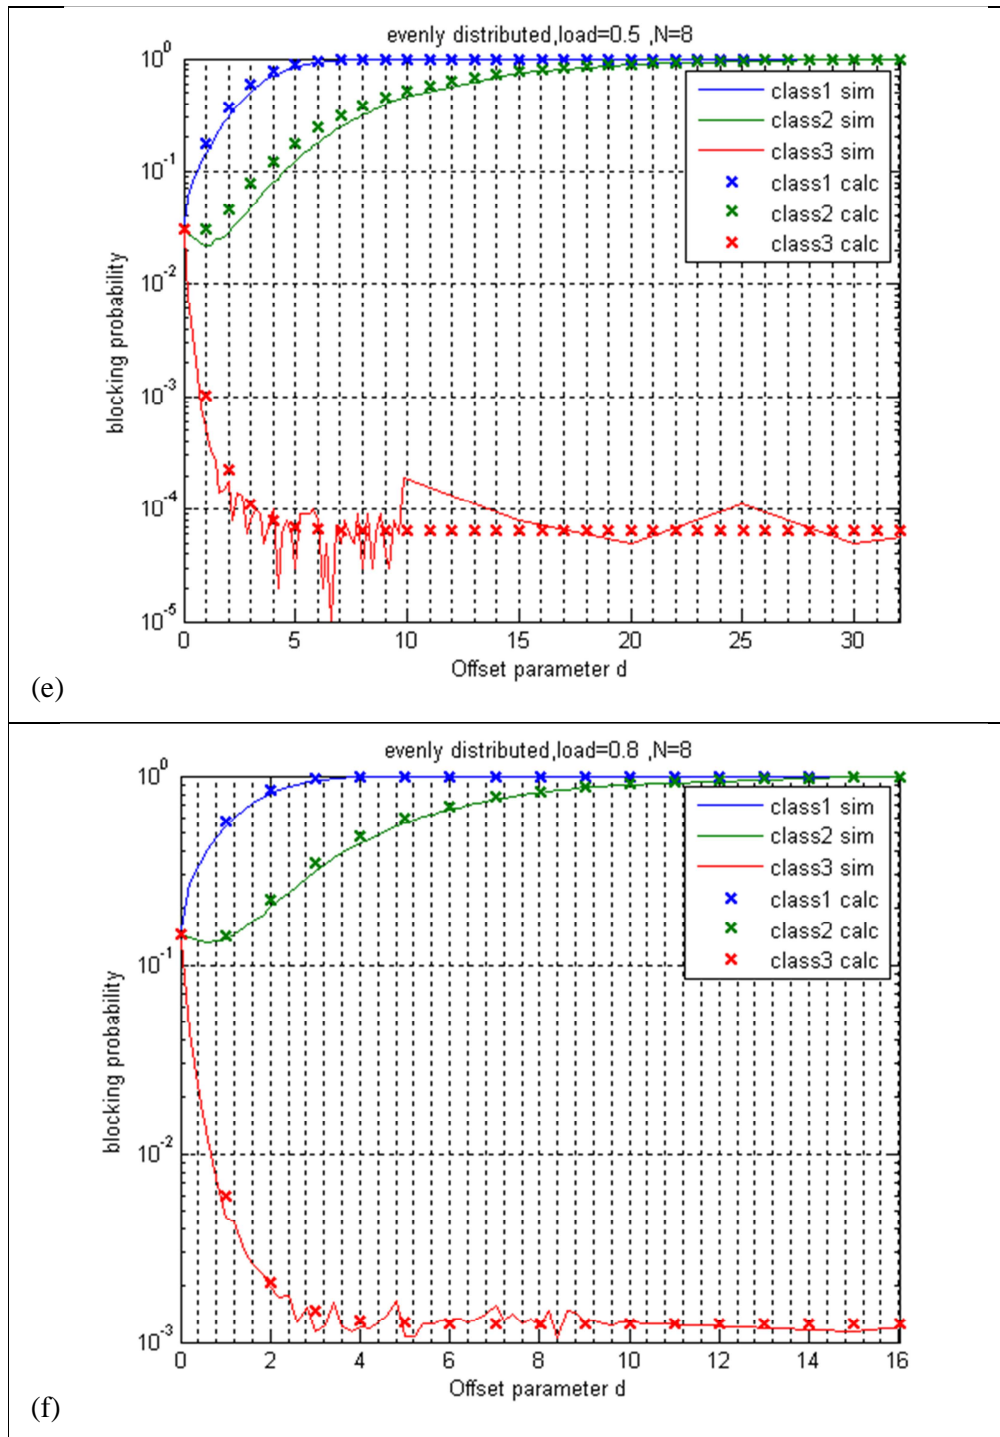 evenly distributed,load=0.5 ,N=8
10^0
10^-1
10^-2
10^-3
10^-4
10^-5
blocking probability
class1 sim
class2 sim
class3 sim
class1 calc
class2 calc
class3 calc
0 5 10 15 20 25 30
Offset parameter d
(e)
evenly distributed,load=0.8 ,N=8
10^0
10^-1
10^-2
10^-3
blocking probability
class1 sim
class2 sim
class3 sim
class1 calc
class2 calc
class3 calc
0 2 4 6 8 10 12 14 16
Offset parameter d
(f)